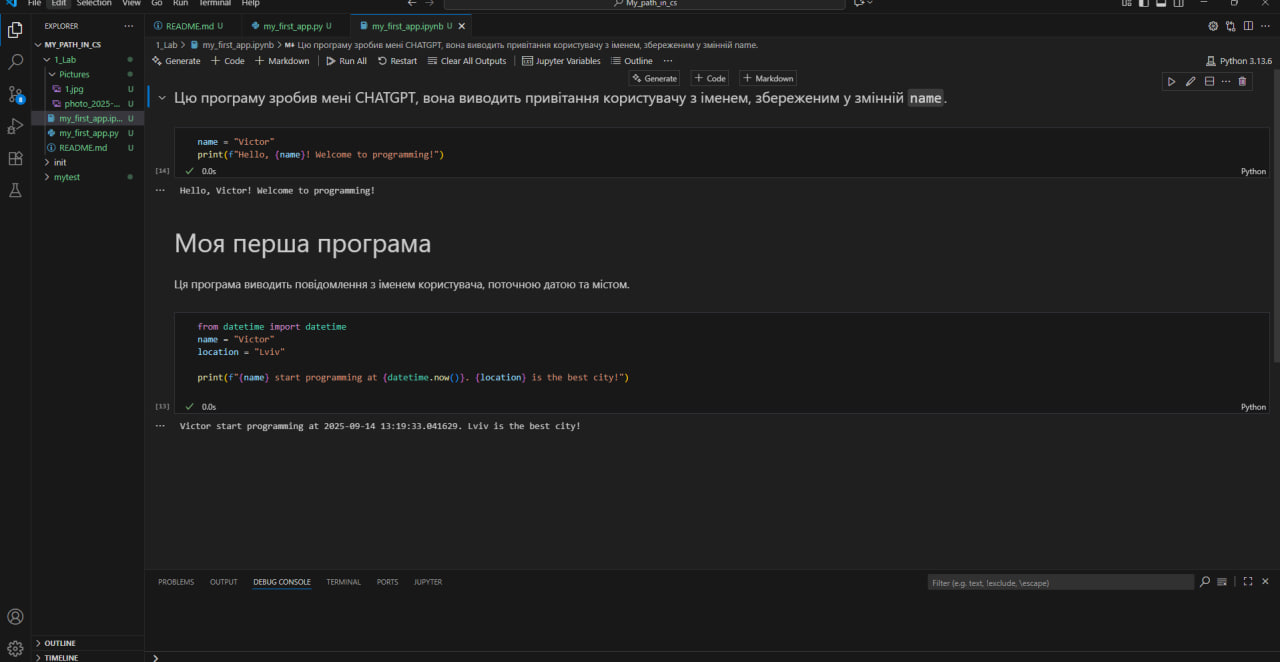 File Edit Selection View Go Run Terminal Help
My_path_in_cs
EXPLORER
README.md U
my_first_app.py U
my_first_app.ipynb U
MY_PATH_IN_CS
1_Lab
Pictures
1.jpg U
photo_2025-... U
my_first_app.ip... U
my_first_app.py U
README.md U
init
mytest
8
OUTLINE
TIMELINE
1_Lab > my_first_app.ipynb > M↓ Цю програму зробив мені CHATGPT, вона виводить привітання користувачу з іменем, збереженим у змінній name.
Generate + Code + Markdown Run All Restart Clear All Outputs Jupyter Variables Outline ... Python 3.13.6
Generate + Code + Markdown
Цю програму зробив мені CHATGPT, вона виводить привітання користувачу з іменем, збереженим у змінній name.
name = "Victor"
print(f"Hello, {name}! Welcome to programming!")
[14] 0.0s Python
... Hello, Victor! Welcome to programming!
Моя перша програма
Ця програма виводить повідомлення з іменем користувача, поточною датою та містом.
from datetime import datetime
name = "Victor"
location = "Lviv"
print(f"{name} start programming at {datetime.now()}. {location} is the best city!")
[13] 0.0s Python
... Victor start programming at 2025-09-14 13:19:33.041629. Lviv is the best city!
PROBLEMS OUTPUT DEBUG CONSOLE TERMINAL PORTS JUPYTER
Filter (e.g. text, !exclude, \escape)